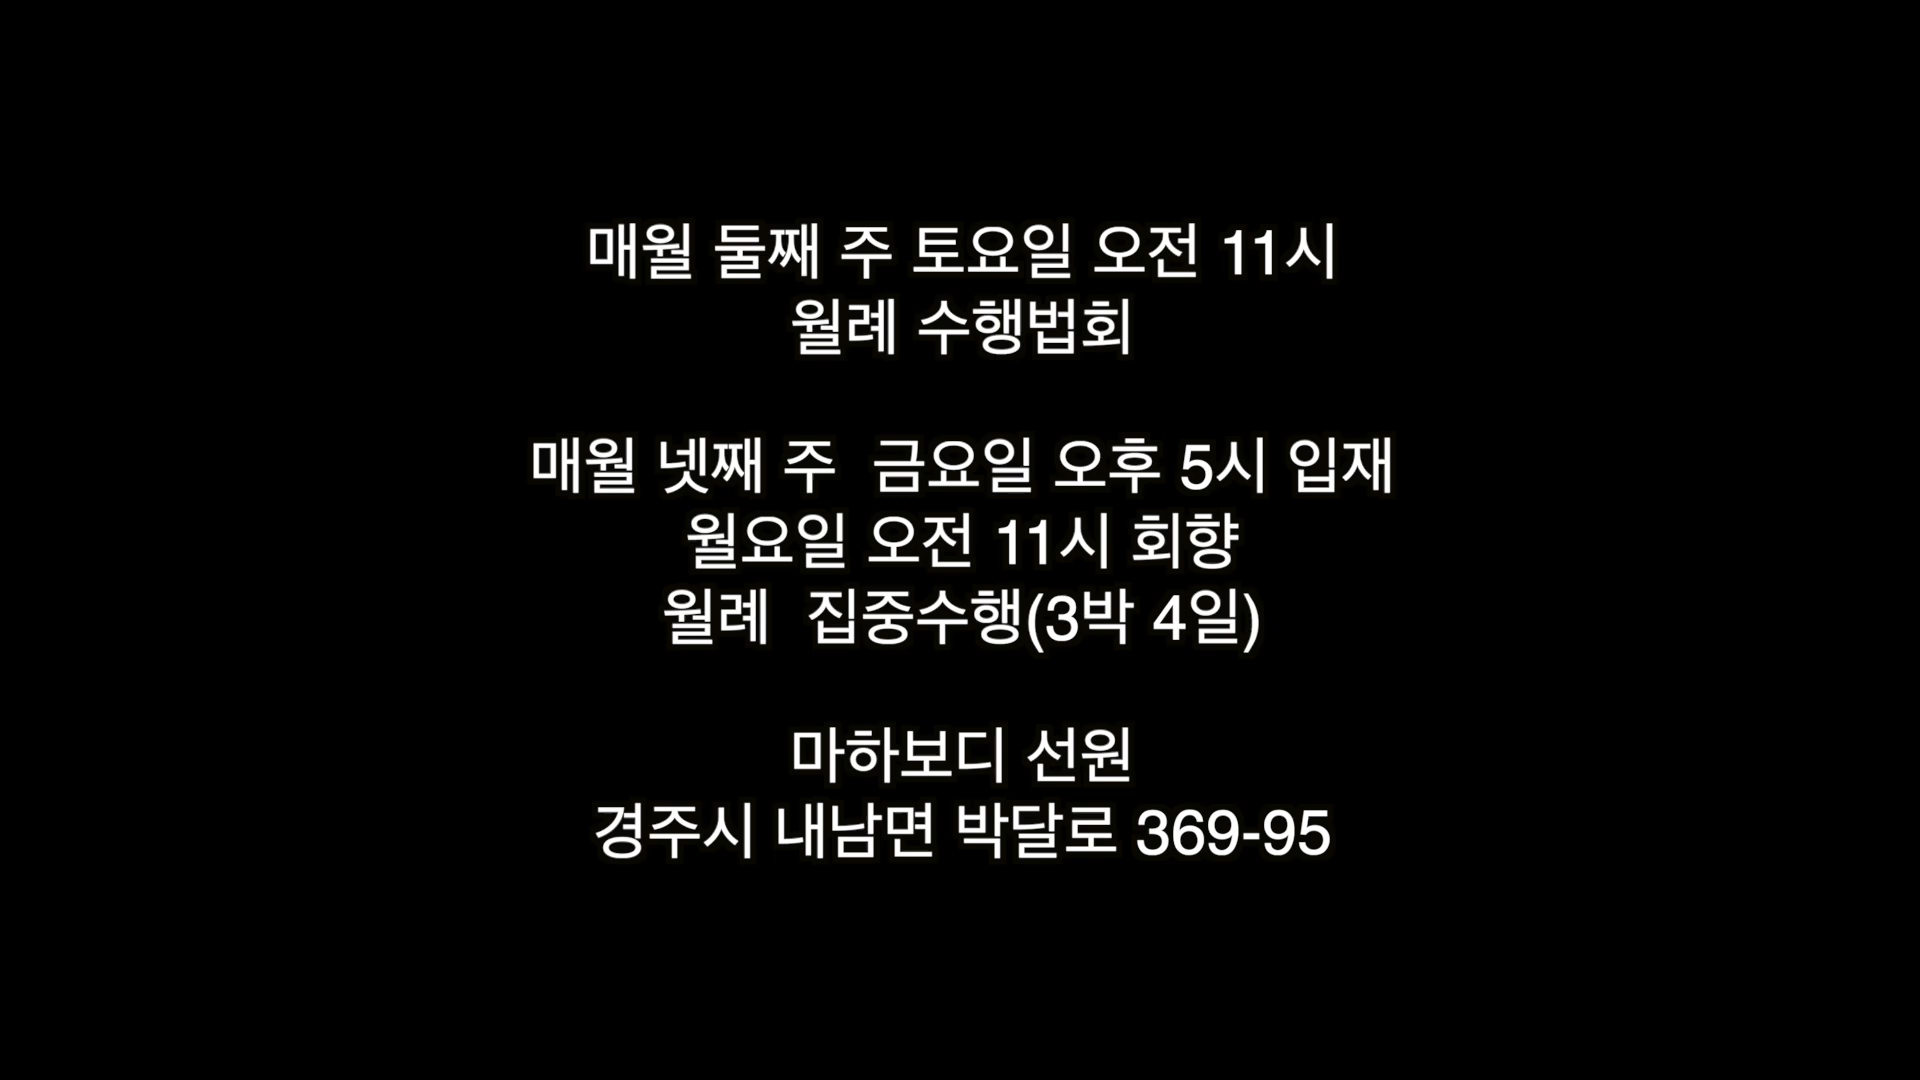 매월 둘째 주 토요일 오전 11시
월례 수행법회
매월 넷째 주  금요일 오후 5시 입재
월요일 오전 11시 회향
월례  집중수행(3박 4일)
마하보디 선원
경주시 내남면 박달로 369-95